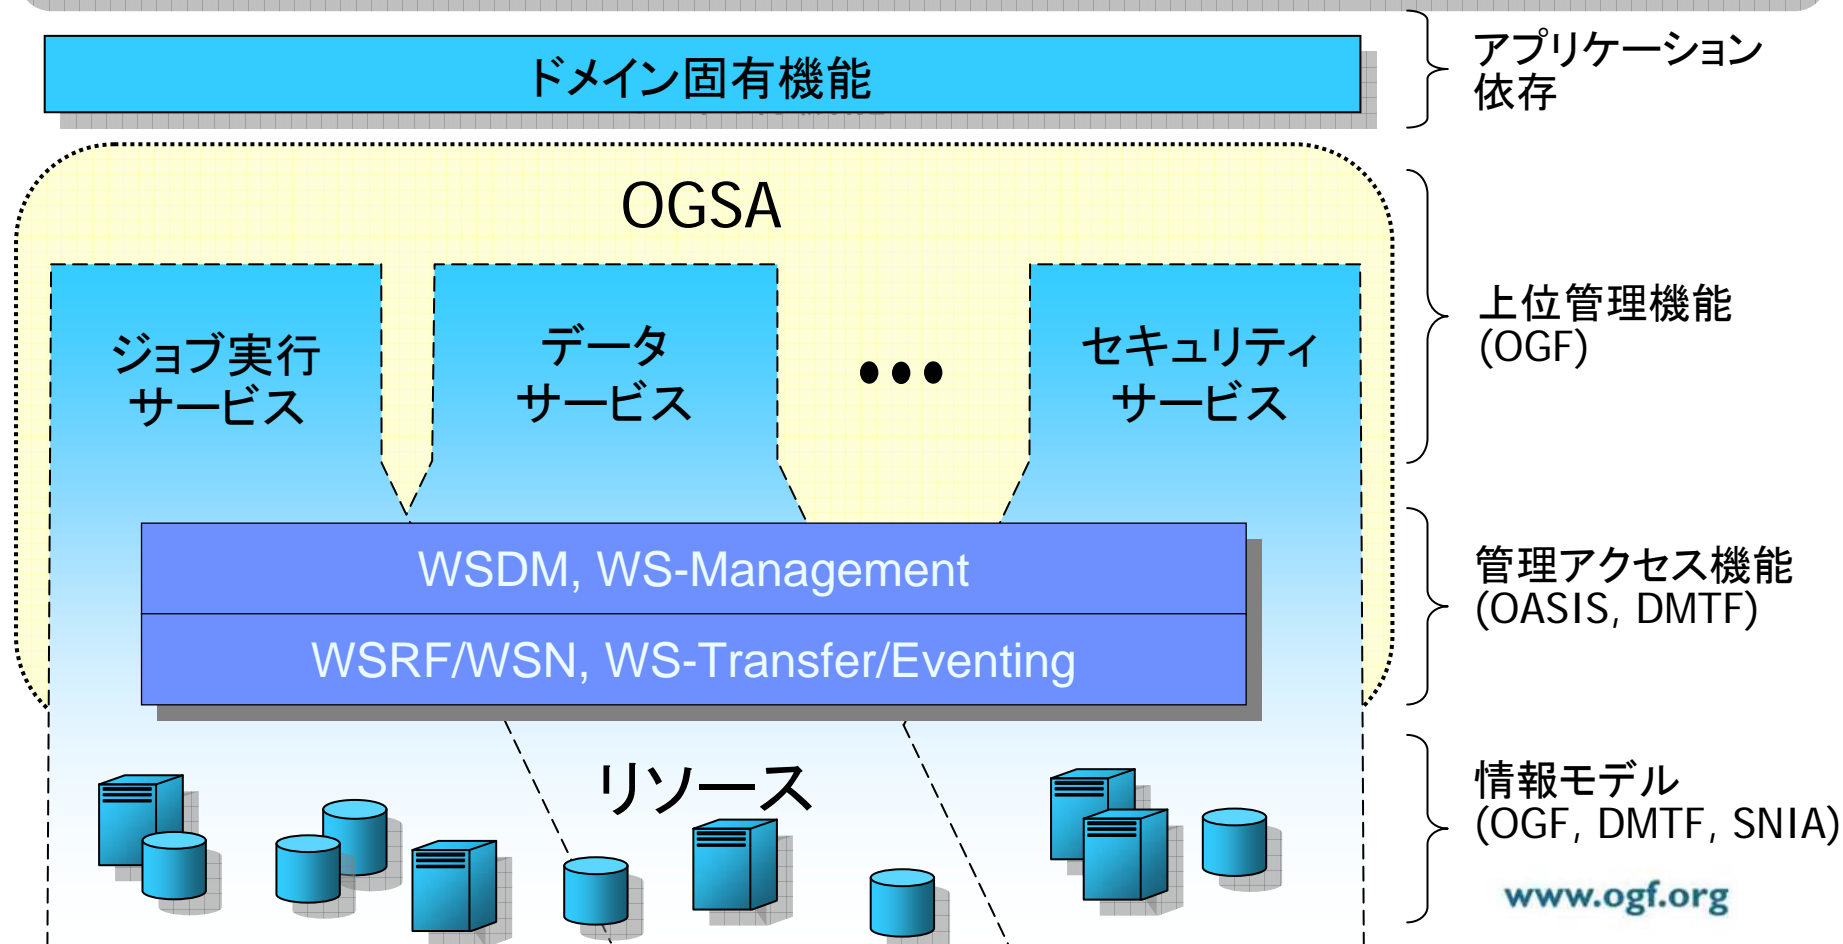 ドメイン固有機能
アプリケーション
依存
OGSA
ジョブ実行
サービス
データ
サービス
•••
セキュリティ
サービス
上位管理機能
(OGF)
WSDM, WS-Management
WSRF/WSN, WS-Transfer/Eventing
管理アクセス機能
(OASIS, DMTF)
リソース
情報モデル
(OGF, DMTF, SNIA)
www.ogf.org